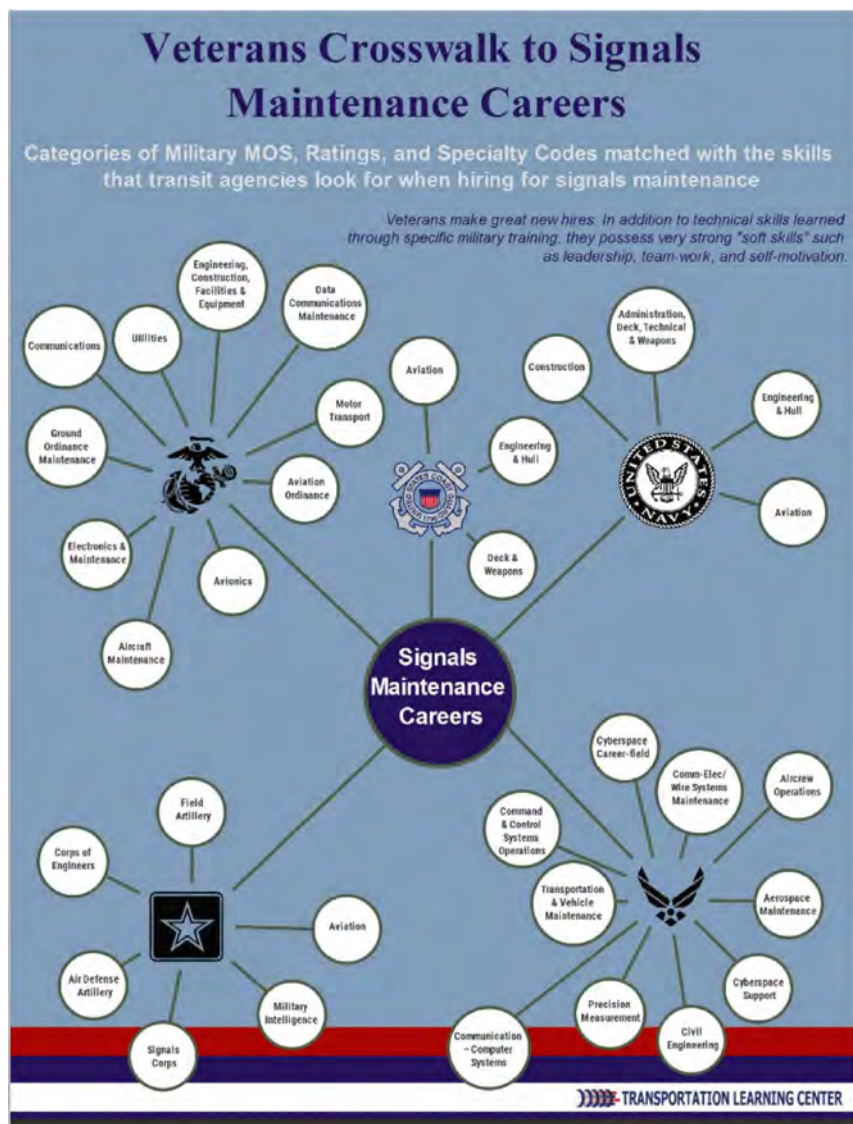 Veterans Crosswalk to Signals
Maintenance Careers
Categories of Military MOS, Ratings, and Specialty Codes matched with the skills
that transit agencies look for when hiring for signals maintenance
Veterans make great new hires. In addition to technical skills learned
through specific military training, they possess very strong "soft skills" such
as leadership, team-work, and self-motivation.
Engineering,
Construction,
Facilities &
Equipment
Data
Communications
Maintenance
Utilities
Communications
Motor
Transport
Ground
Ordinance
Maintenance
Aviation
Ordinance
Electronics &
Maintenance
Avionics
Aircraft
Maintenance
Aviation
Engineering
& Hull
UNITED STATES COAST GUARD
1790
Deck &
Weapons
Administration,
Deck, Technical
& Weapons
Construction
Engineering
& Hull
UNITED STATES
NAVY
Aviation
Signals
Maintenance
Careers
Field
Artillery
Corps of
Engineers
Aviation
Air Defense
Artillery
Military
Intelligence
Signals
Corps
Cyberspace
Career-field
Comm-Elec/
Wire Systems
Maintenance
Aircrew
Operations
Command
& Control
Systems
Operations
Transportation
& Vehicle
Maintenance
Aerospace
Maintenance
Cyberspace
Support
Precision
Measurement
Civil
Engineering
Communication
– Computer
Systems
TRANSPORTATION LEARNING CENTER